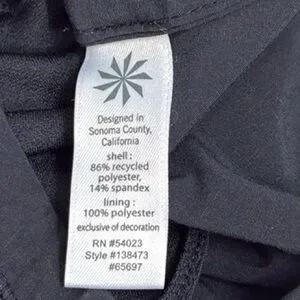 Designed in
Sonoma County,
California
shell :
86% recycled
polyester,
14% spandex
lining :
100% polyester
exclusive of decoration
RN #54023
Style #138473
#65697